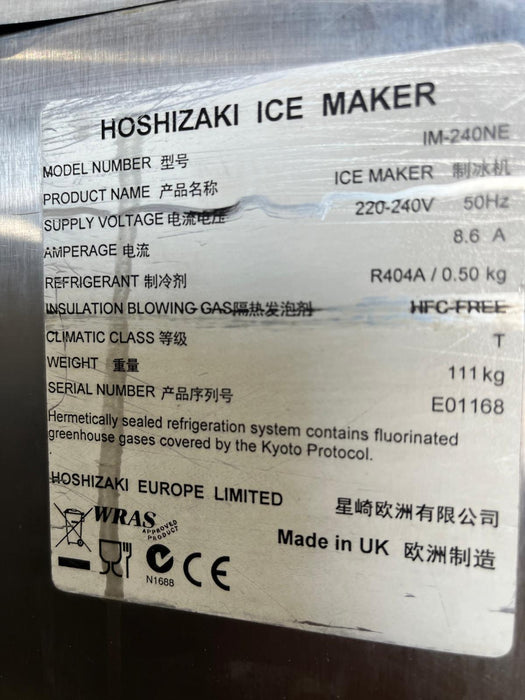 HOSHIZAKI ICE MAKER
MODEL NUMBER 型号 IM-240NE
PRODUCT NAME 产品名称 ICE MAKER 制冰机
SUPPLY VOLTAGE 电流电压 220-240V 50Hz
AMPERAGE 电流 8.6 A
REFRIGERANT 制冷剂 R404A / 0.50 kg
INSULATION BLOWING GAS隔热发泡剂 HFC-FREE
CLIMATIC CLASS 等级 T
WEIGHT 重量 111 kg
SERIAL NUMBER 产品序列号 E01168
Hermetically sealed refrigeration system contains fluorinated
greenhouse gases covered by the Kyoto Protocol.
HOSHIZAKI EUROPE LIMITED 星崎欧洲有限公司
WRAS APPROVED PRODUCT
Made in UK 欧洲制造
N1688
CE